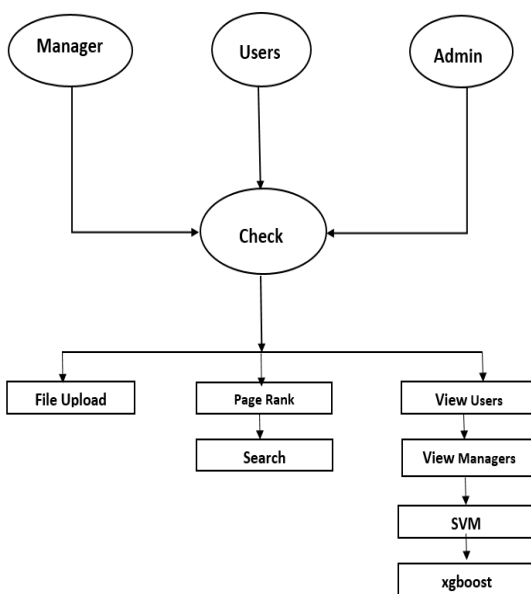 Manager
Users
Admin
Check
File Upload
Page Rank
View Users
Search
View Managers
SVM
xgboost